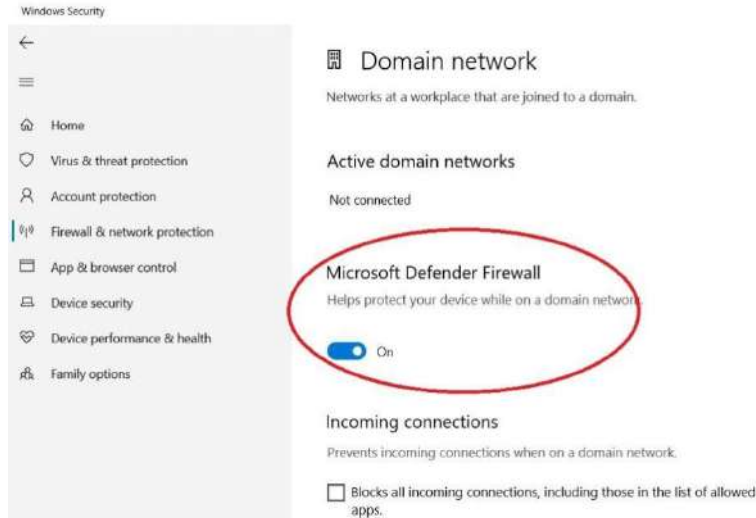 Windows Security
Home
Virus & threat protection
Account protection
Firewall & network protection
App & browser control
Device security
Device performance & health
Family options
Domain network
Networks at a workplace that are joined to a domain.
Active domain networks
Not connected
Microsoft Defender Firewall
Helps protect your device while on a domain network.
On
Incoming connections
Prevents incoming connections when on a domain network.
Blocks all incoming connections, including those in the list of allowed
apps.